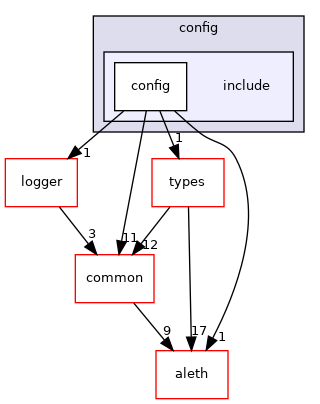 config
config include
1 1
logger types
3 11 12
common
9 17 1
aleth